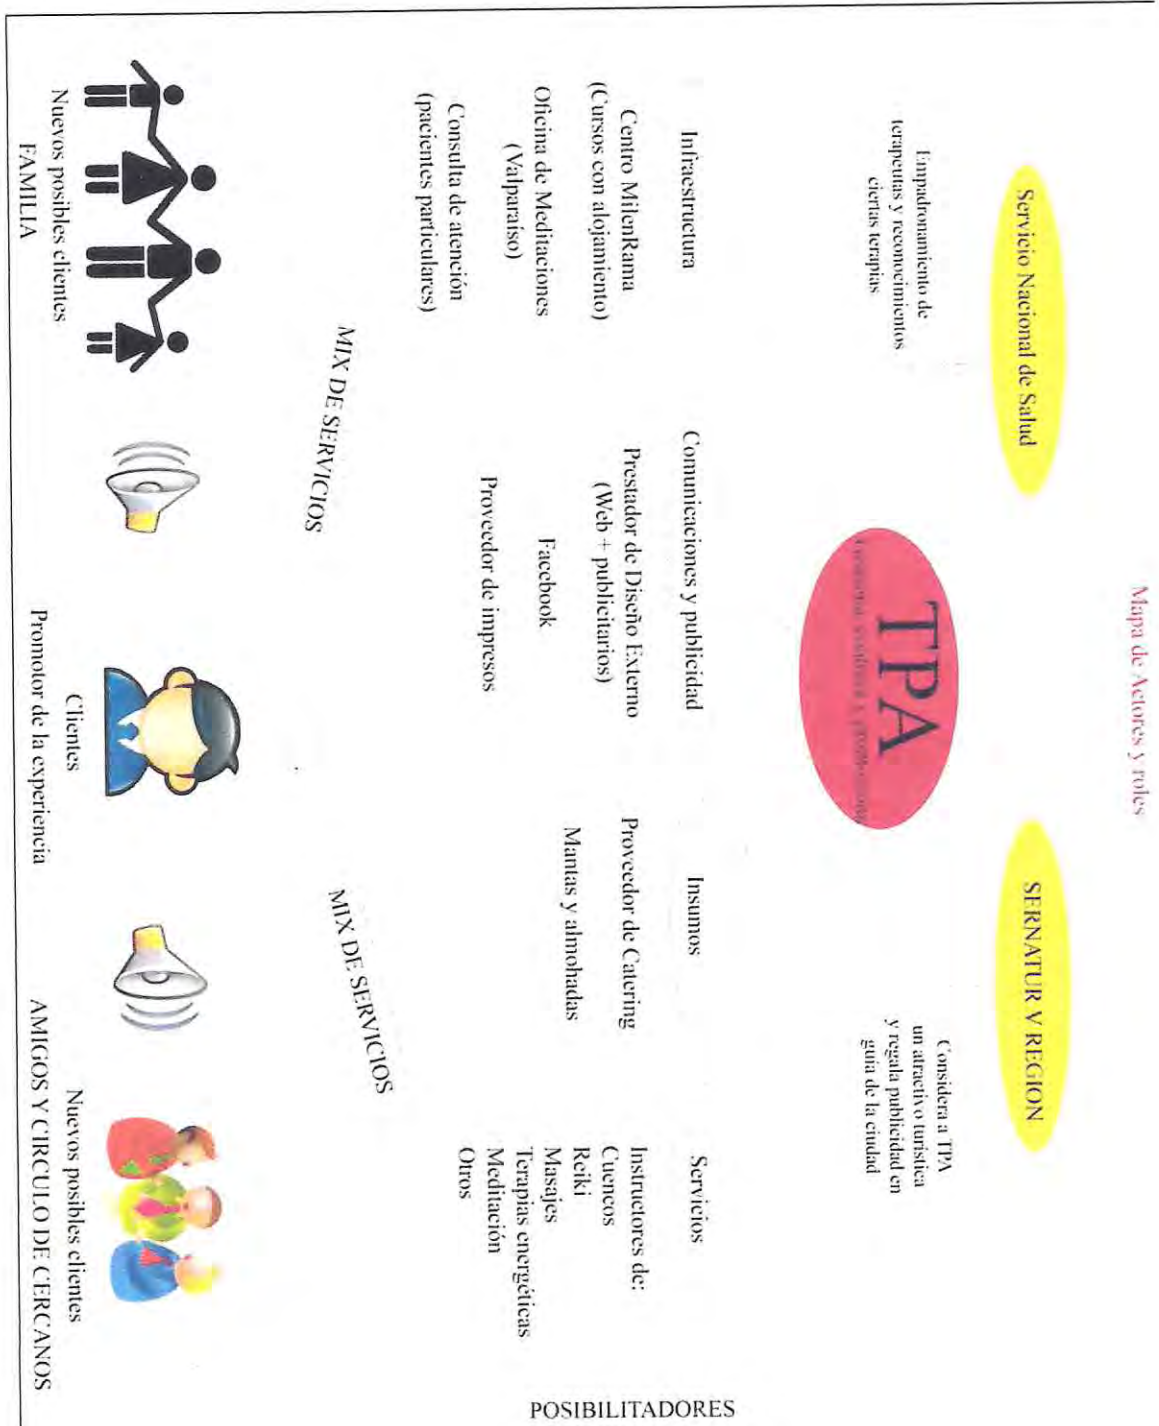 Mapa de Actores y roles
Servicio Nacional de Salud
SERNATUR V REGION
Empadronamiento de
terapeutas y reconocimientos
ciertas terapias
TPA
Considera a TPA
un atractivo turistica
y regala publicidad en
guia de la ciudad
Infraestructura
Centro MilenRama
(Cursos con alojamiento)
Oficina de Meditaciones
(Valparaíso)
Consulta de atención
(pacientes particulares)
Comunicaciones y publicidad
Prestador de Diseño Externo
(Web + publicitarios)
Facebook
Proveedor de impresos
Insumos
Proveedor de Catering
Mantas y almohadas
Servicios
Instructores de:
Cuencos
Reiki
Masajes
Terapias energéticas
Meditación
Otros
POSIBILITADORES
MIX DE SERVICIOS
MIX DE SERVICIOS
Nuevos posibles clientes
FAMILIA
Clientes
Promotor de la experiencia
Nuevos posibles clientes
AMIGOS Y CIRCULO DE CERCANOS